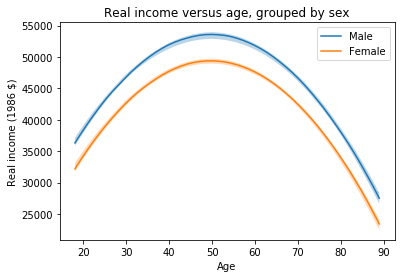 Real income versus age, grouped by sex
Male
Female
Real income (1986 $)
55000
50000
45000
40000
35000
30000
25000
20 30 40 50 60 70 80 90
Age